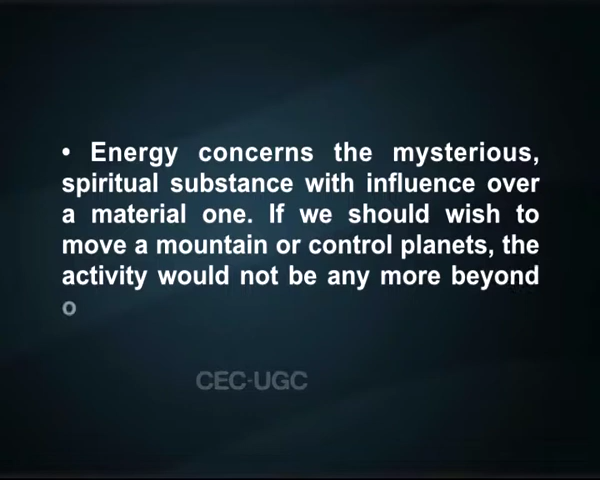 • Energy concerns the mysterious,
spiritual substance with influence over
a material one. If we should wish to
move a mountain or control planets, the
activity would not be any more beyond
o
CEC-UGC